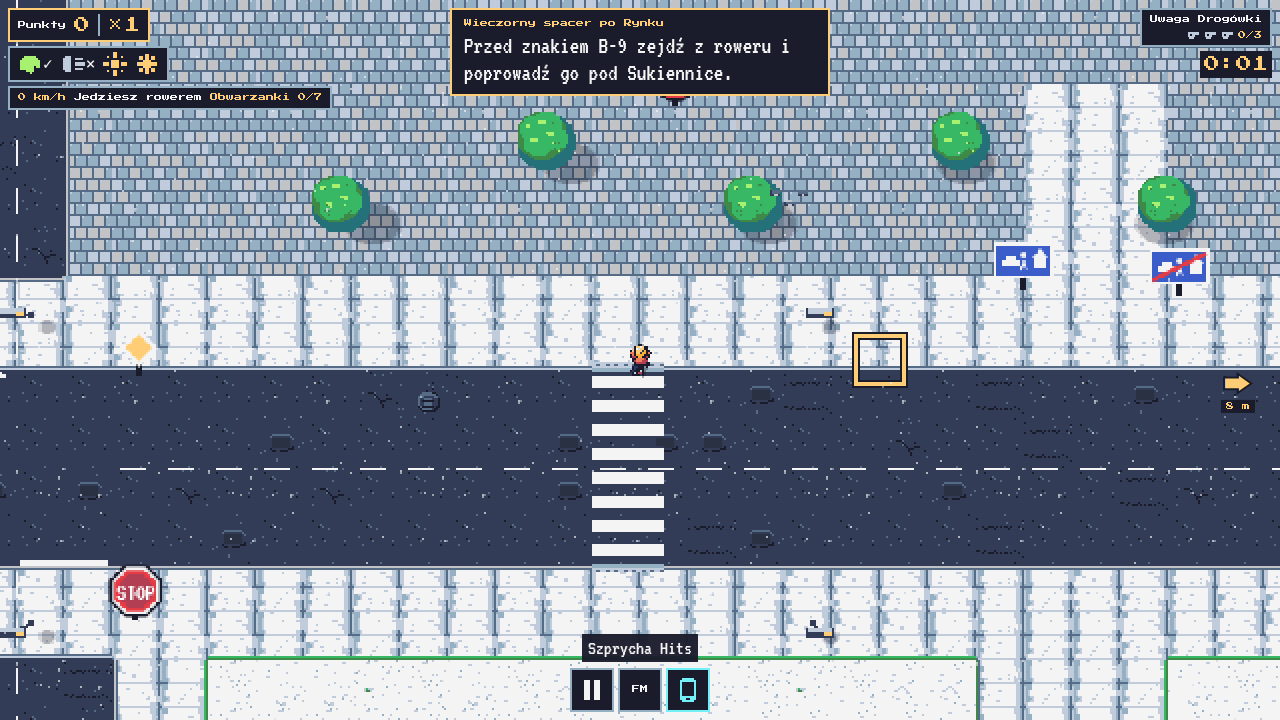 Punkty 0 | ×1
Wieczorny spacer po Rynku
Przed znakiem B-9 zejdź z roweru i
poprowadź go pod Sukiennice.
Uwaga Drogówki
0/3
0:01
0 km/h Jedziesz rowerem Obwarzanki 0/7
8 m
STOP
Szprycha Hits
FM